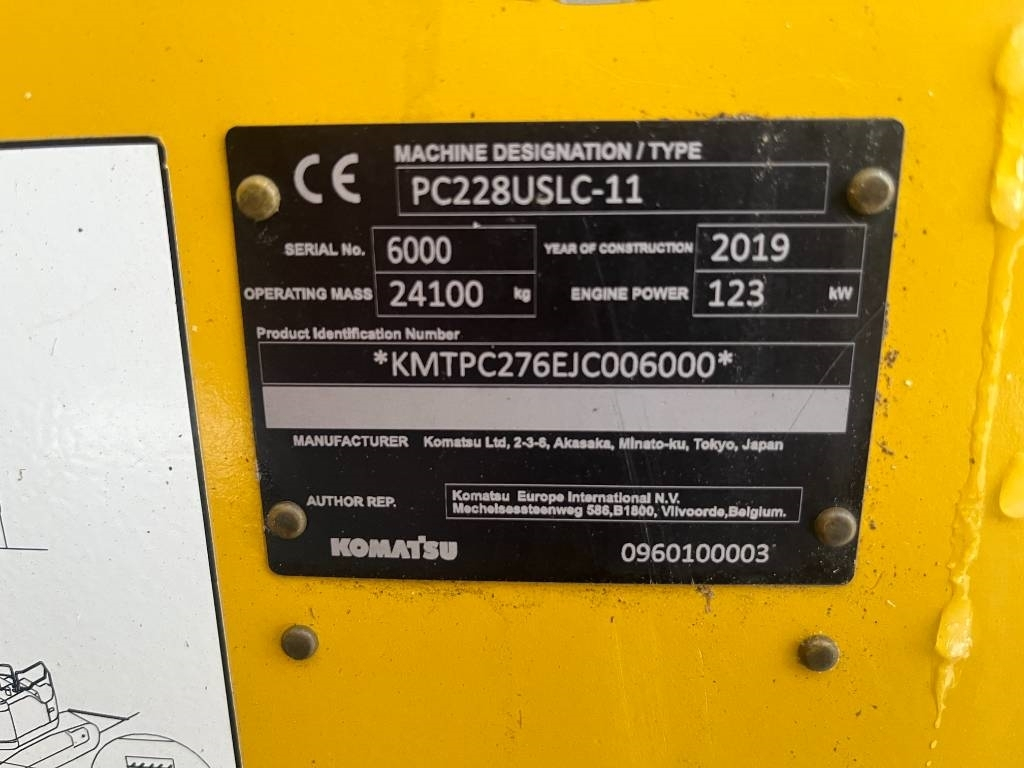 CE
MACHINE DESIGNATION / TYPE
PC228USLC-11
SERIAL No. 6000 YEAR OF CONSTRUCTION 2019
OPERATING MASS 24100 kg ENGINE POWER 123 kW
Product Identification Number
*KMTPC276EJC006000*
MANUFACTURER Komatsu Ltd, 2-3-6, Akasaka, Minato-ku, Tokyo, Japan
AUTHOR REP. Komatsu Europe International N.V.
Mechelsesteenweg 586,B1800, Vilvoorde,Belgium.
KOMATSU 0960100003